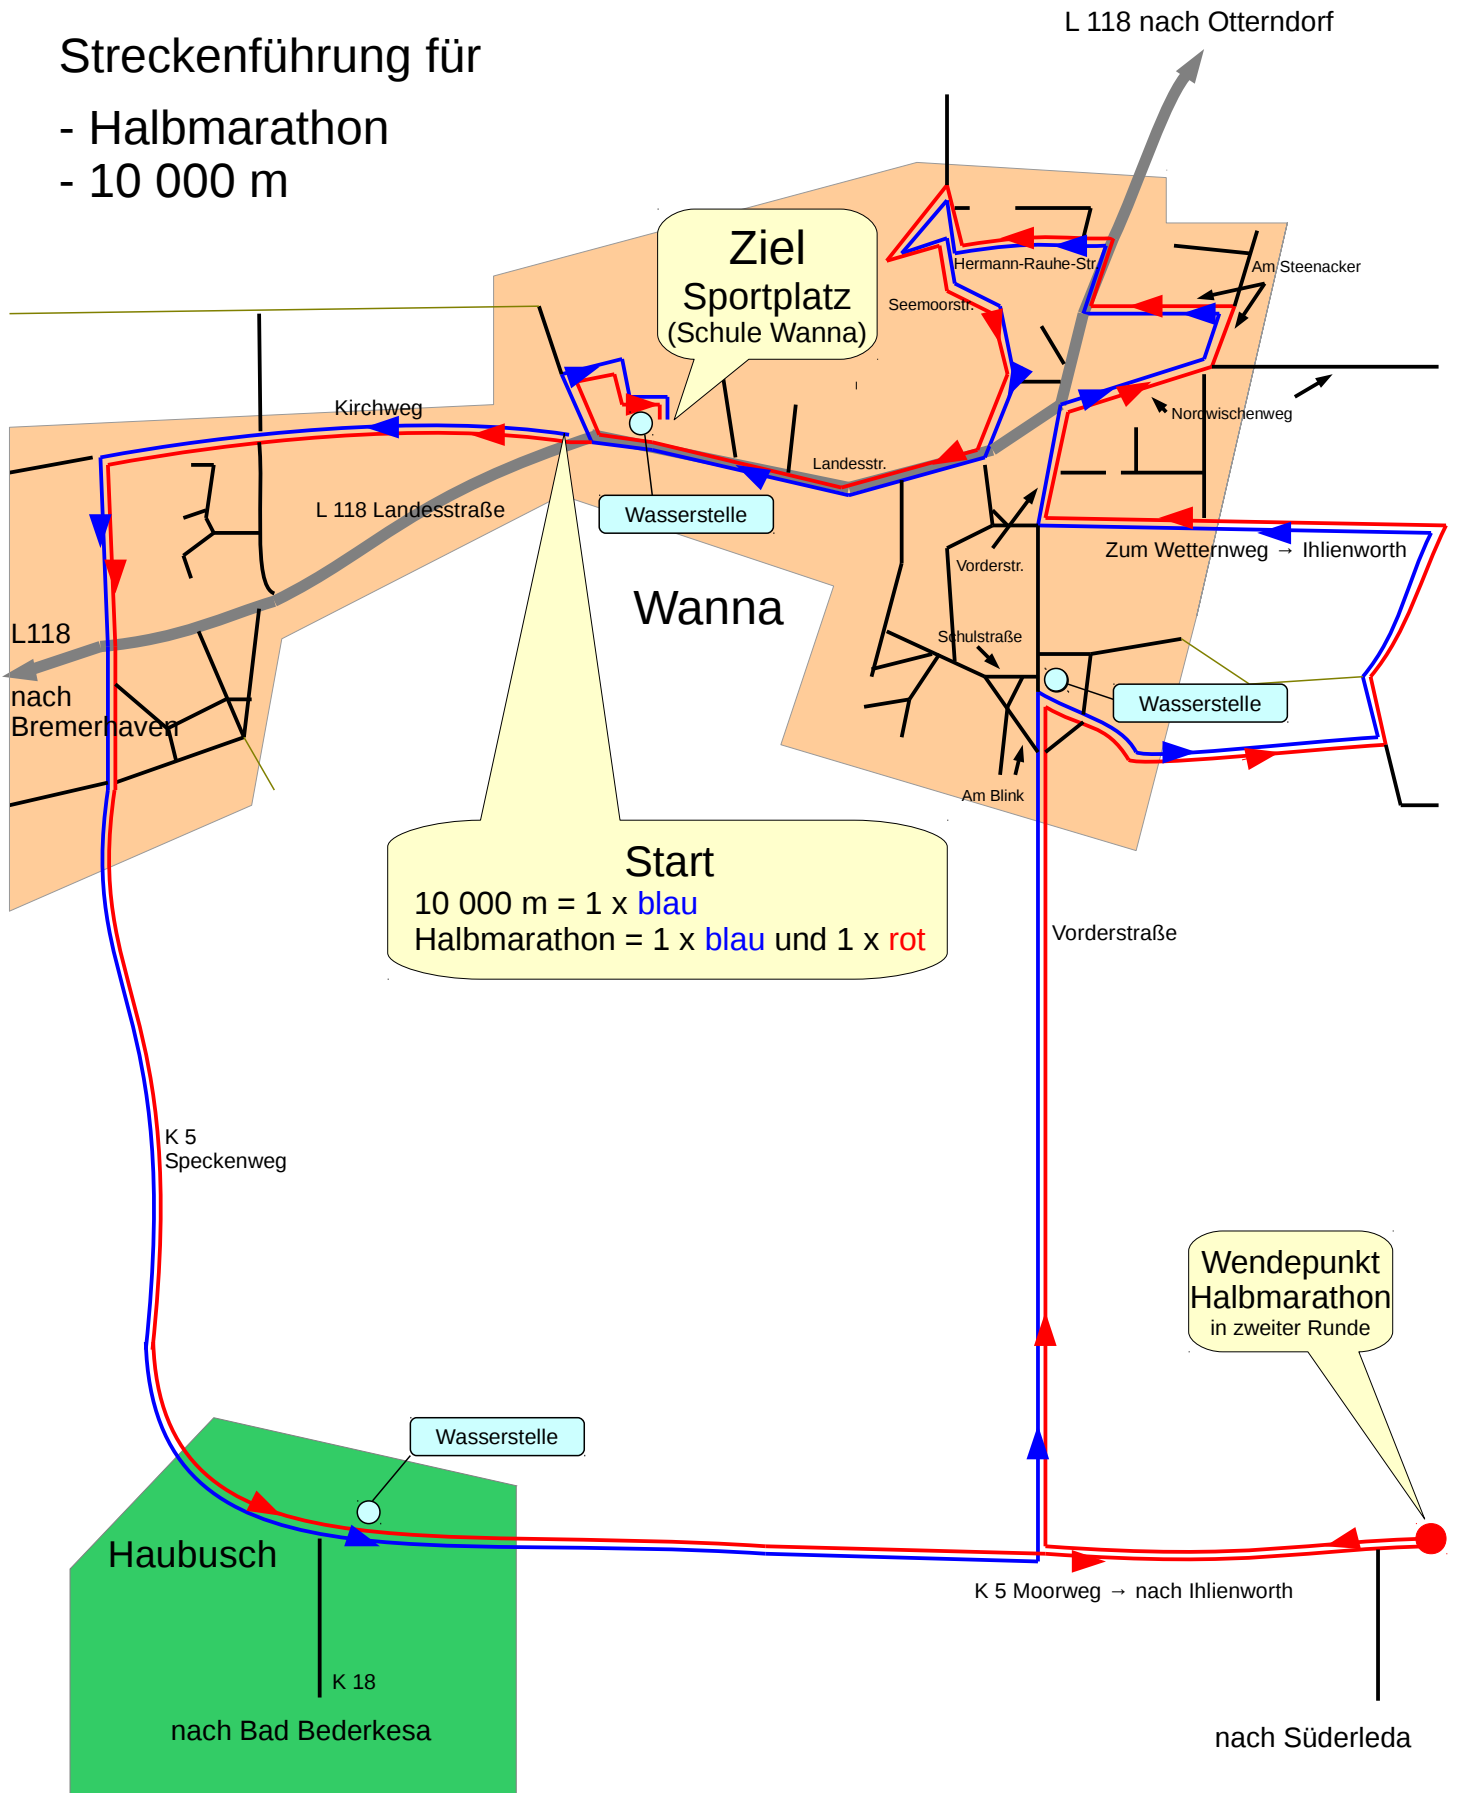 L 118 nach Otterndorf
Streckenführung für
- Halbmarathon
- 10 000 m
Ziel
Sportplatz
(Schule Wanna)
Hermann-Rauhe-Str.
Am Steenacker
Seemoorstr.
Kirchweg
Nordwischenweg
Landesstr.
L 118 Landesstraße
Wasserstelle
Zum Wetternweg → Ihlienworth
Vorderstr.
Wanna
L118
Schulstraße
nach
Bremerhaven
Wasserstelle
Am Blink
Start
10 000 m = 1 x blau
Halbmarathon = 1 x blau und 1 x rot
Vorderstraße
K 5
Speckenweg
Wendepunkt
Halbmarathon
in zweiter Runde
Wasserstelle
Haubusch
K 5 Moorweg → nach Ihlienworth
K 18
nach Bad Bederkesa
nach Süderleda